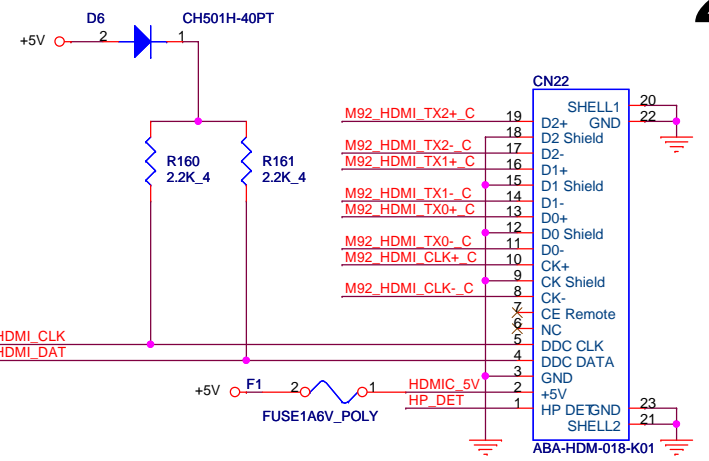 D6 CH501H-40PT
+5V 2 1
CN22
R160
2.2K_4
R161
2.2K_4
M92_HDMI_TX2+_C 19 D2+
18 D2 Shield
M92_HDMI_TX2-_C 17 D2-
M92_HDMI_TX1+_C 16 D1+
15 D1 Shield
M92_HDMI_TX1-_C 14 D1-
M92_HDMI_TX0+_C 13 D0+
12 D0 Shield
M92_HDMI_TX0-_C 11 D0-
M92_HDMI_CLK+_C 10 CK+
9 CK Shield
M92_HDMI_CLK-_C 8 CK-
7 CE Remote
6 NC
HDMI_CLK 5 DDC CLK
HDMI_DAT 4 DDC DATA
3 GND
+5V F1 2 1 HDMIC_5V 2 +5V
FUSE1A6V_POLY
HP_DET 1 HP DET
SHELL1 20
GND 22
GND 23
SHELL2 21
ABA-HDM-018-K01